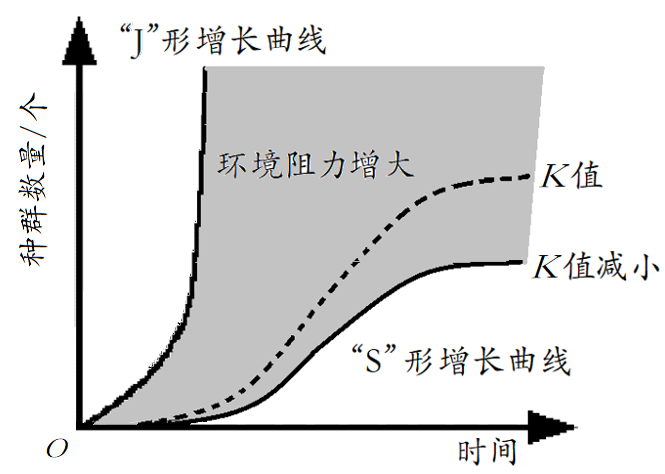 “J”形增长曲线
种群数量/个
环境阻力增大
K值
K值减小
“S”形增长曲线
O
时间